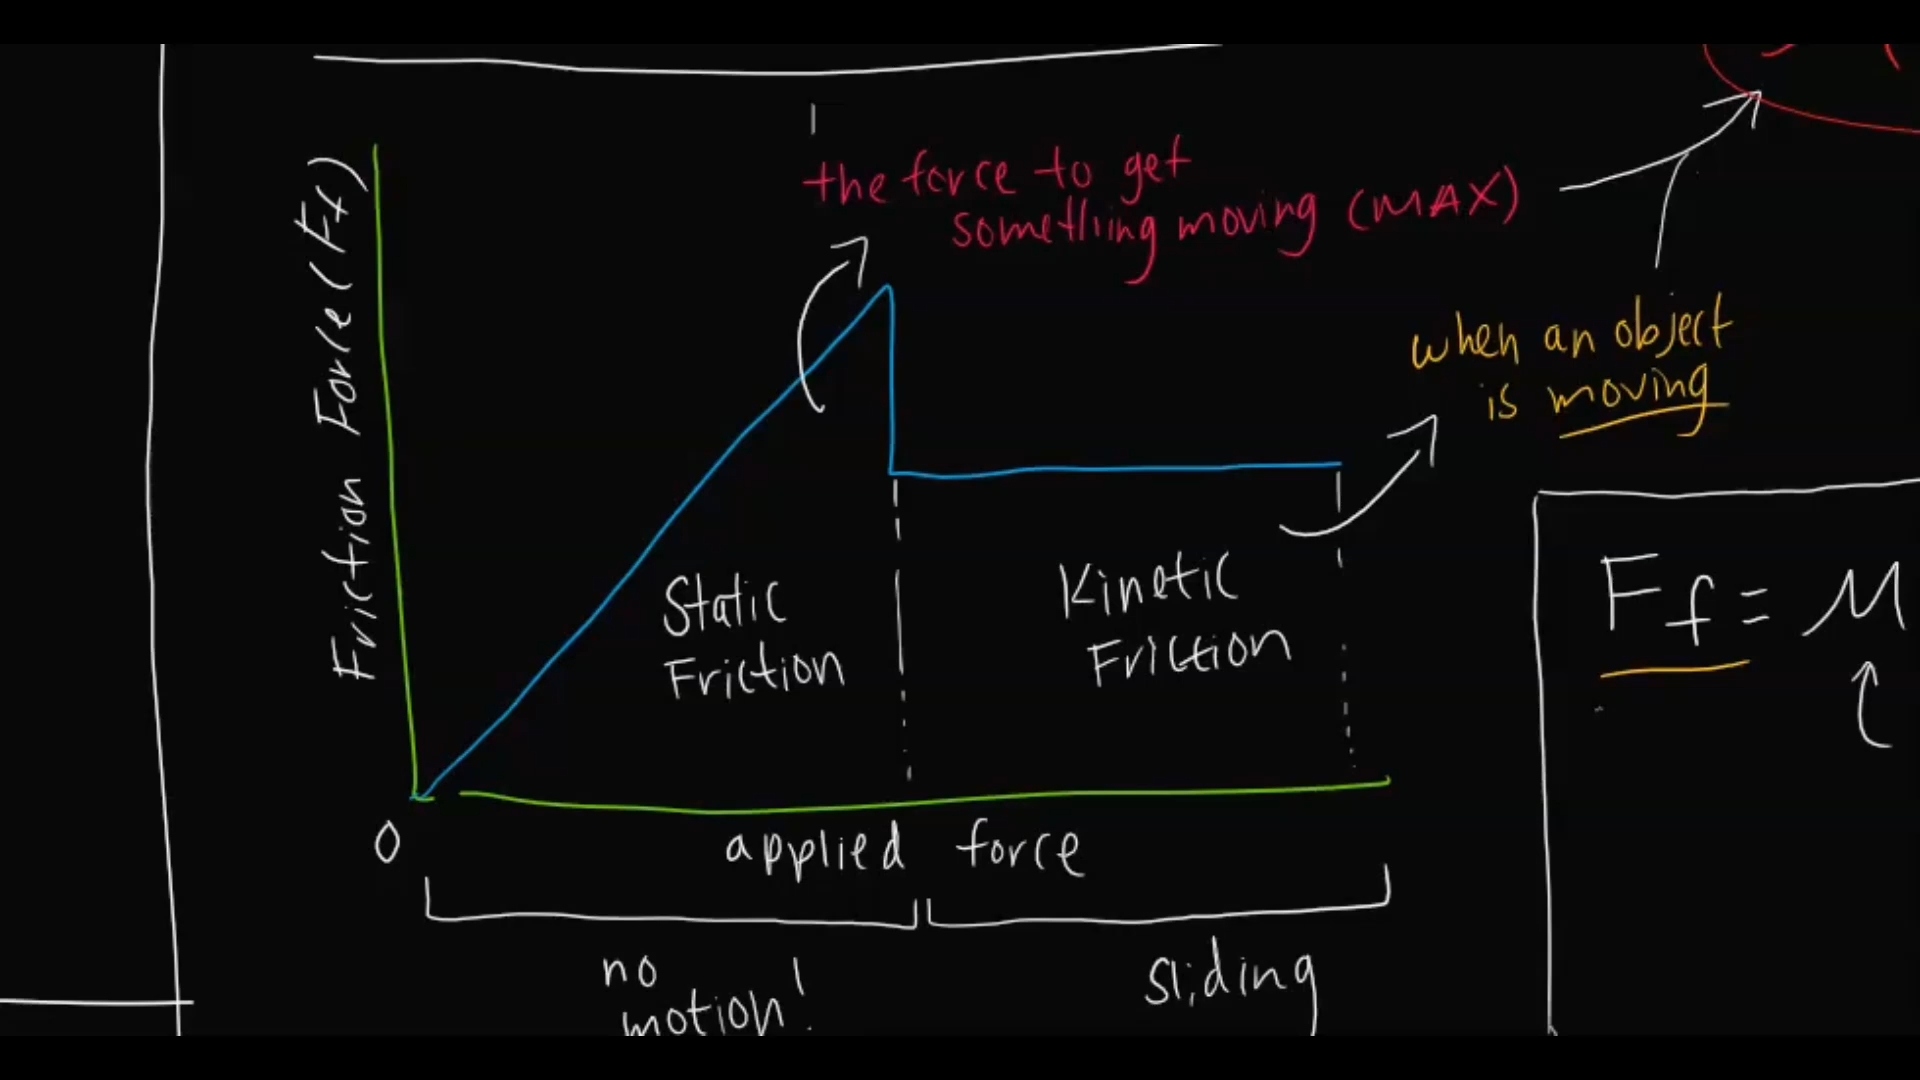 the force to get
something moving (MAX)
Friction Force (Ff)
when an object
is moving
Static
Friction
Kinetic
Friction
Ff = μ
0
applied force
no
motion!
sliding